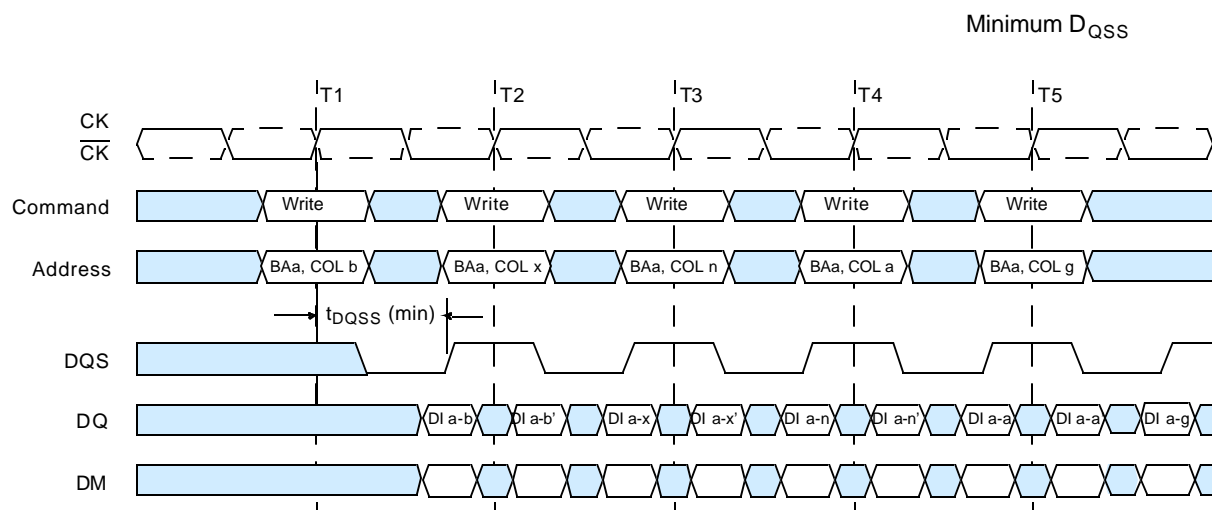 Minimum DQSS
T1 T2 T3 T4 T5
CK
CK
Command Write Write Write Write Write
Address BAa, COL b BAa, COL x BAa, COL n BAa, COL a BAa, COL g
tDQSS (min)
DQS
DQ DI a-b DI a-b' DI a-x DI a-x' DI a-n DI a-n' DI a-a DI a-a DI a-g
DM